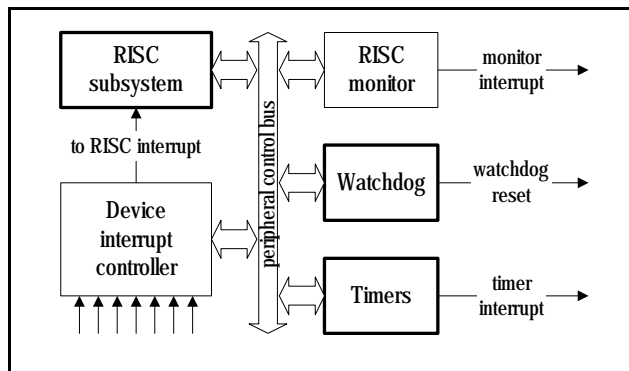 RISC
subsystem
RISC
monitor
monitor
interrupt
to RISC interrupt
peripheral control bus
Watchdog
watchdog
reset
Device
interrupt
controller
Timers
timer
interrupt